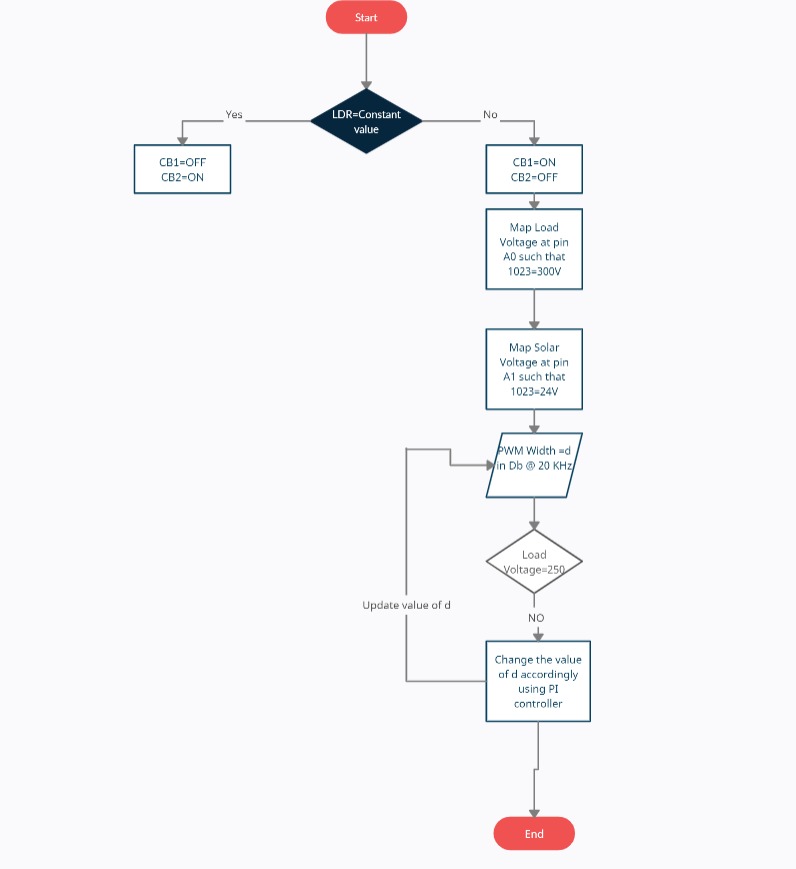 Start
LDR=Constant
value
Yes
No
CB1=OFF
CB2=ON
CB1=ON
CB2=OFF
Map Load
Voltage at pin
A0 such that
1023=300V
Map Solar
Voltage at pin
A1 such that
1023=24V
PWM Width =d
in Db @ 20 KHz
Load
Voltage=250
Update value of d
NO
Change the value
of d accordingly
using PI
controller
End